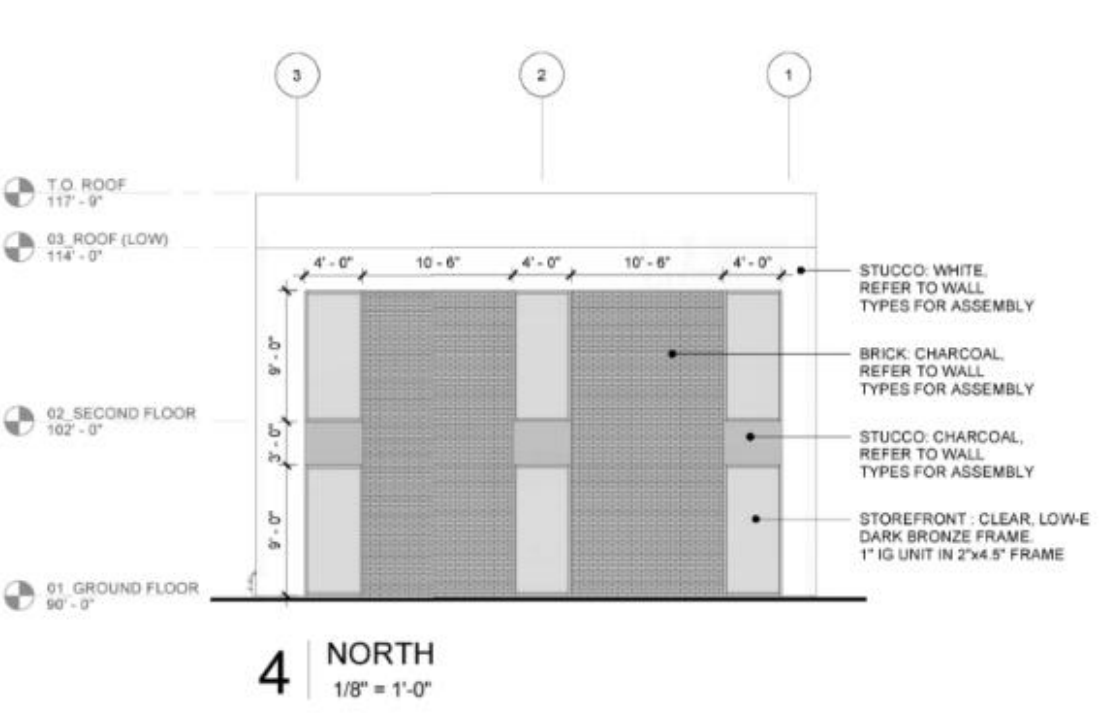 3
2
1
T.O. ROOF
117' - 9"
03_ROOF (LOW)
114' - 0"
4' - 0"
10 - 6"
4' - 0"
10' - 6"
4' - 0"
STUCCO: WHITE,
REFER TO WALL
TYPES FOR ASSEMBLY
9' - 0"
BRICK: CHARCOAL,
REFER TO WALL
TYPES FOR ASSEMBLY
02_SECOND FLOOR
102' - 0"
3' - 0"
STUCCO: CHARCOAL,
REFER TO WALL
TYPES FOR ASSEMBLY
9' - 0"
STOREFRONT : CLEAR, LOW-E
DARK BRONZE FRAME.
1" IG UNIT IN 2"x4.5" FRAME
01_GROUND FLOOR
90' - 0"
4
NORTH
1/8" = 1'-0"